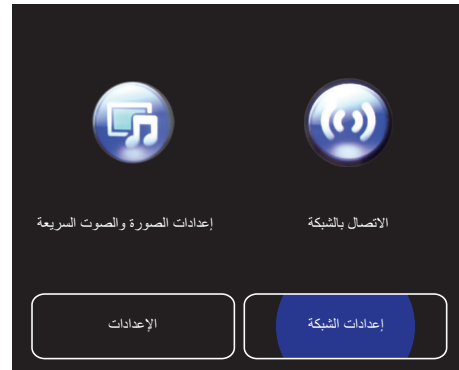 الاتصال بالشبكة
إعدادات الصورة والصوت السريعة
إعدادات الشبكة
الإعدادات